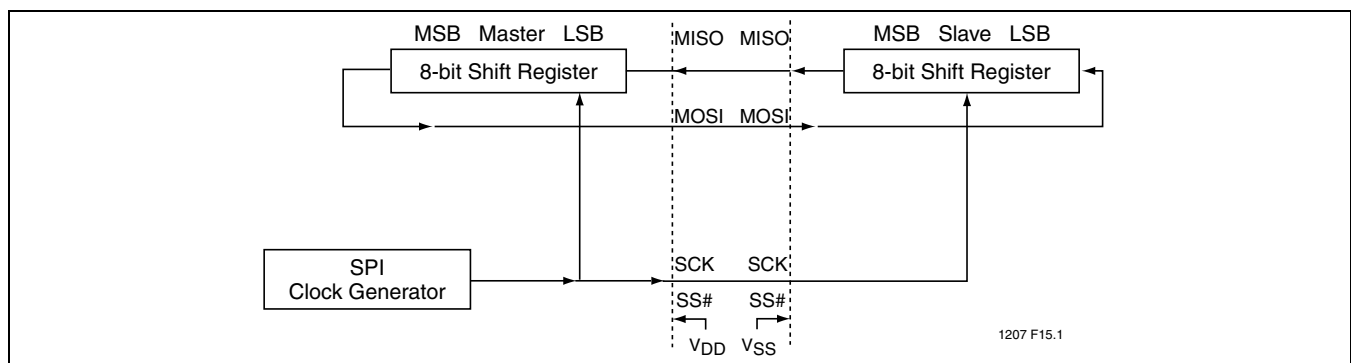 MSB Master LSB
MISO MISO
MSB Slave LSB
8-bit Shift Register
8-bit Shift Register
MOSI MOSI
SPI
Clock Generator
SCK SCK
SS# SS#
VDD VSS
1207 F15.1